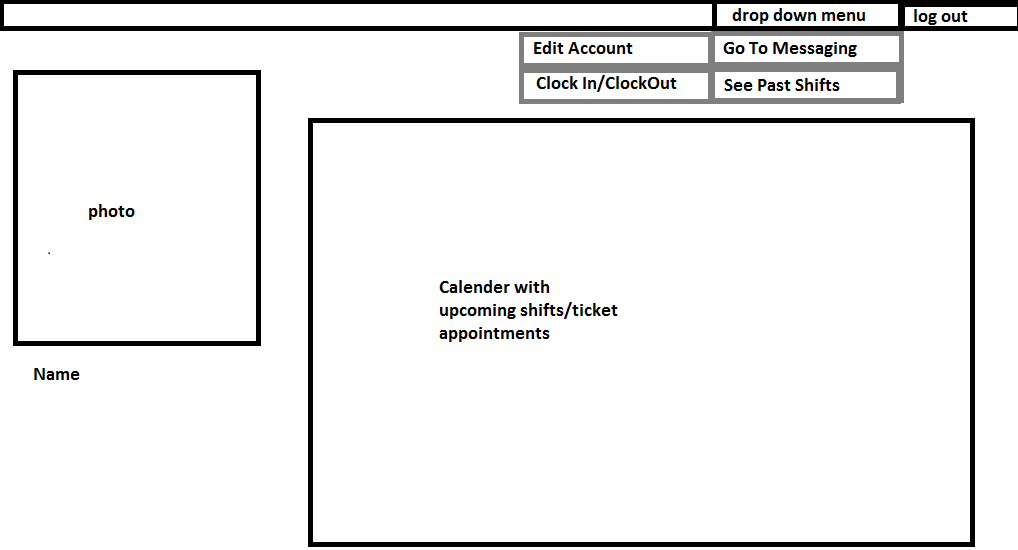 drop down menu
log out
Edit Account
Go To Messaging
Clock In/ClockOut
See Past Shifts
photo
Calender with
upcoming shifts/ticket
appointments
Name